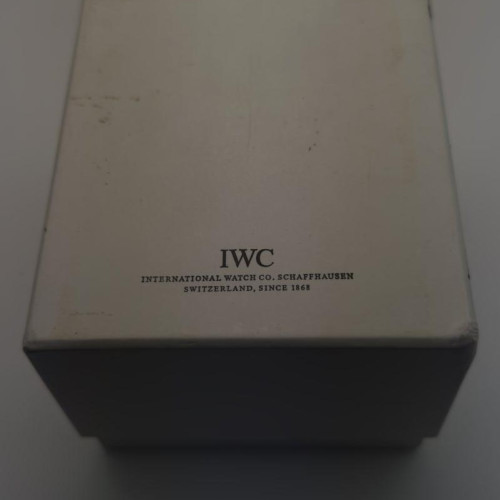 IWC
INTERNATIONAL WATCH CO. SCHAFFHAUSEN
SWITZERLAND, SINCE 1868